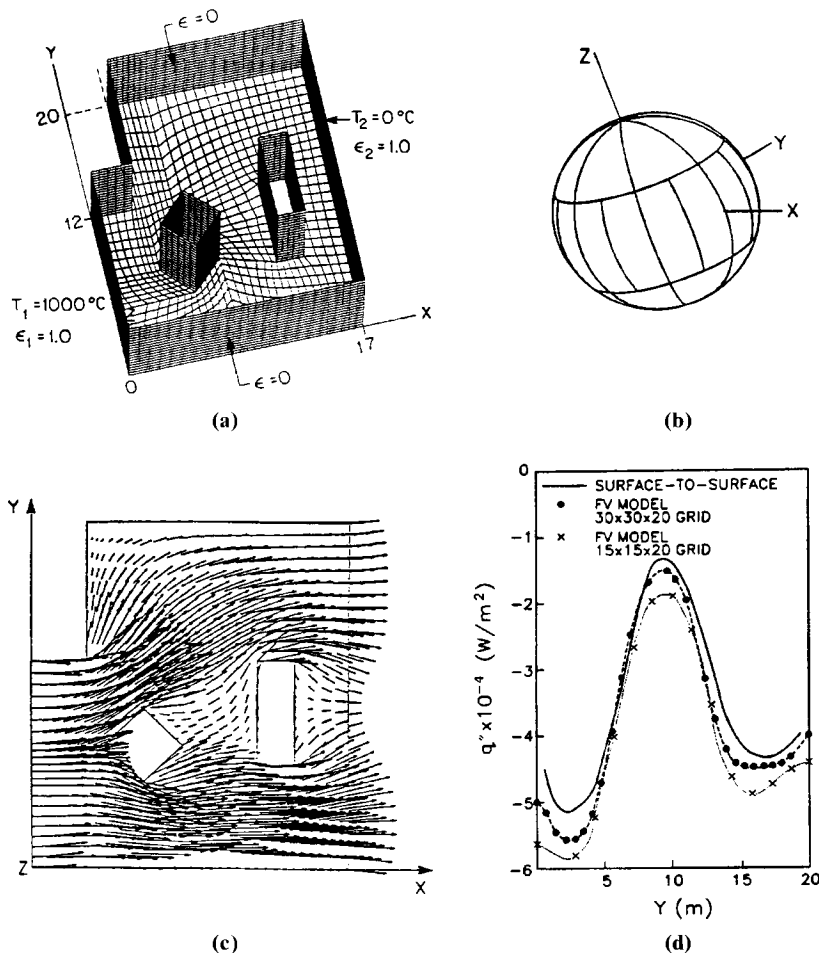 ε = 0
Y
20
T₂ = 0°C
ε₂ = 1.0
12
T₁ = 1000°C
ε₁ = 1.0
Z
X
17
0
ε = 0
(a)
Z
Y
X
(b)
Y
Z
X
(c)
0
SURFACE-TO-SURFACE
FV MODEL
30x30x20 GRID
FV MODEL
15x15x20 GRID
-1
-2
-3
-4
-5
-6
q" x10⁻⁴ (W/m²)
5
10
15
20
Y (m)
(d)